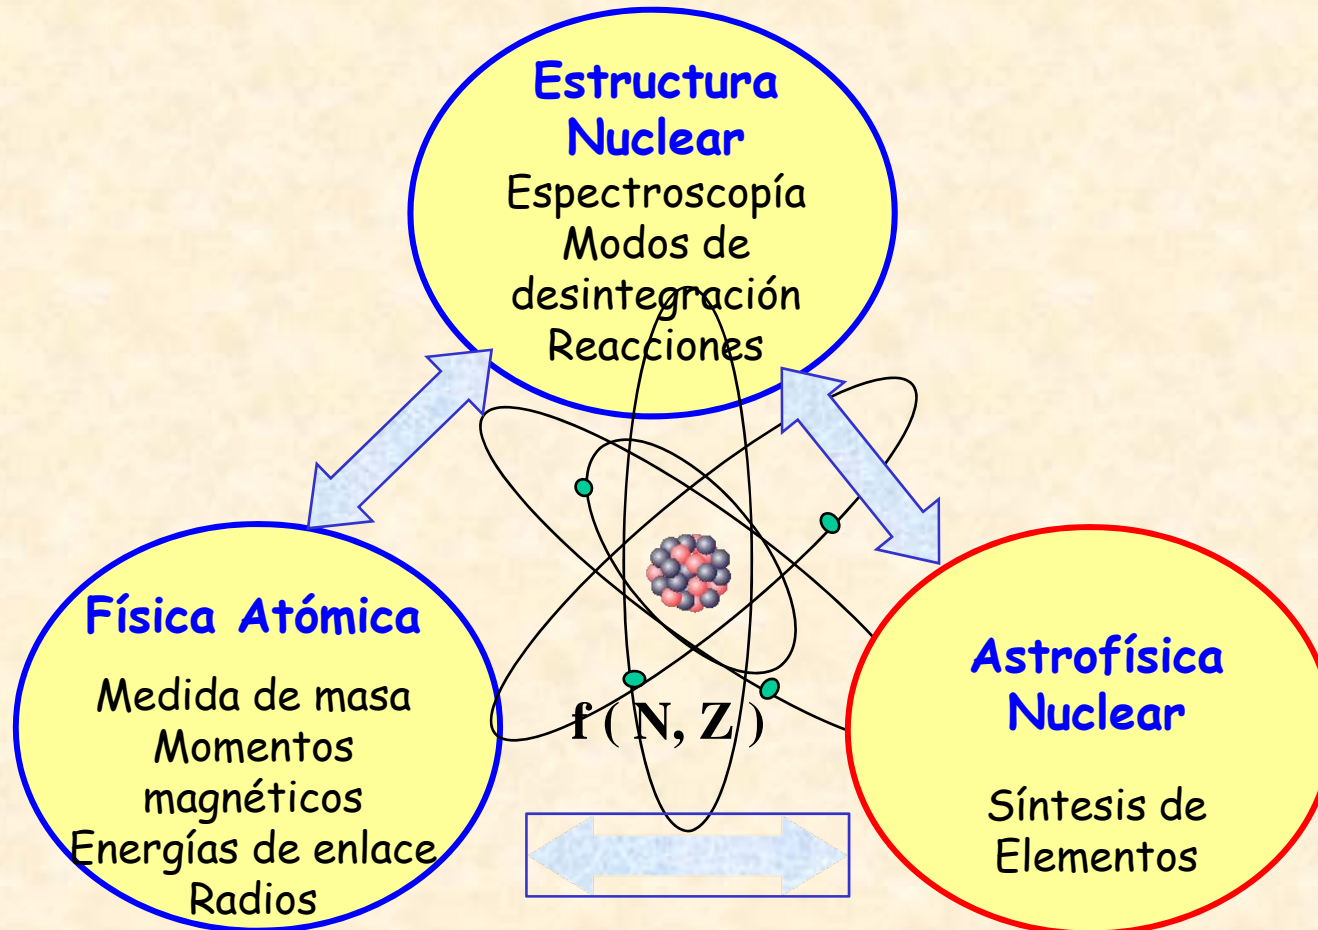 Estructura
Nuclear
Espectroscopía
Modos de
desintegración
Reacciones
Física Atómica
Medida de masa
Momentos
magnéticos
Energías de enlace
Radios
f ( N, Z )
Astrofísica
Nuclear
Síntesis de
Elementos